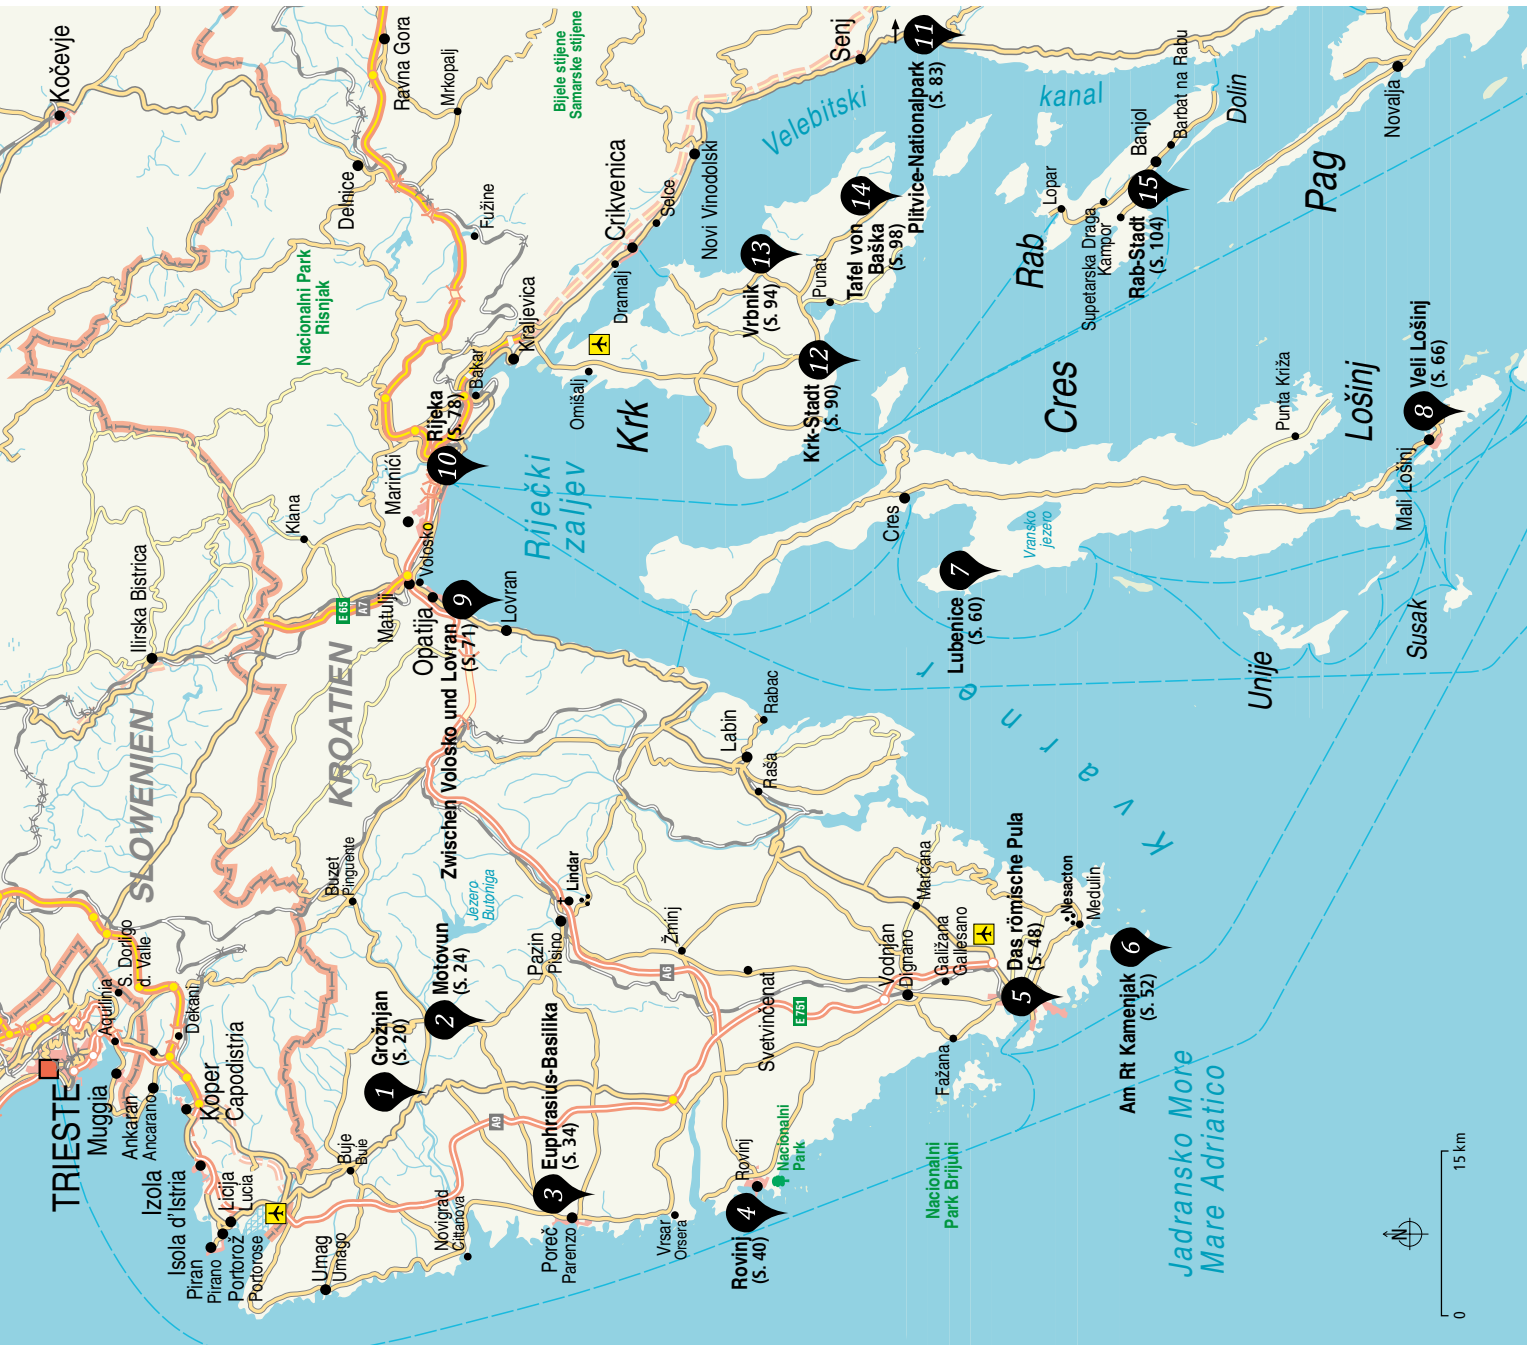 TRIESTE
Muggia
Aquilinia
S. Dorligo
d. Valle
Ankaran
Ancarano
Dekani
Koper
Capodistria
Izola
Isola d'Istria
Piran
Pirano
Portorož
Portorose
Licija
Lucia
SLOWENIEN
Ilirska Bistrica
Kočevje
KROATIEN
E 65
A7
Klana
Nacionalni Park
Risnjak
Delnice
Ravna Gora
Mrkopalj
Fužine
Bijele stijene
Samarske stijene
Umag
Umago
Buje
Buie
Buzet
Pinguente
1
Grožnjan
(S. 20)
2
Motovun
(S. 24)
Jezero
Butoniga
Novigrad
Cittanova
A9
3
Euphrasius-Basilika
(S. 34)
Poreč
Parenzo
Pazin
Pisino
Lindar
Žminj
A6
Vrsar
Orsera
4
Rovinj
(S. 40)
Rovinj
Nacionalni
Park
Svetvinčenat
E 751
Vodnjan
Dignano
Marčana
Galižana
Gallesano
Fažana
Nacionalni
Park Brijuni
5
Das römische Pula
(S. 48)
Nesacton
Medulin
6
Am Rt Kamenjak
(S. 52)
Labin
Rabac
Raša
Matulji
Volosko
Opatija
9
Zwischen Volosko und Lovran
(S. 71)
Lovran
Marinići
10
Rijeka
(S. 78)
Bakar
Kraljevica
Riječki
zaljev
Omišalj
Krk
Dramalj
Crikvenica
Selce
Novi Vinodolski
Senj
11
Plitvice-Nationalpark
(S. 83)
Velebitski
kanal
12
Krk-Stadt
(S. 90)
13
Vrbnik
(S. 94)
Punat
14
Tafel von
Baška
(S. 98)
Cres
Cres
7
Lubenice
(S. 60)
Vransko
jezero
Kvarner
Rab
Lopar
Supetarska Draga
Kampor
15
Rab-Stadt
(S. 104)
Banjol
Barbat na Rabu
Dolin
Pag
Novalja
Punta Križa
Lošinj
8
Veli Lošinj
(S. 66)
Mali Lošinj
Unije
Susak
Jadransko More
Mare Adriatico
N
0
15 km